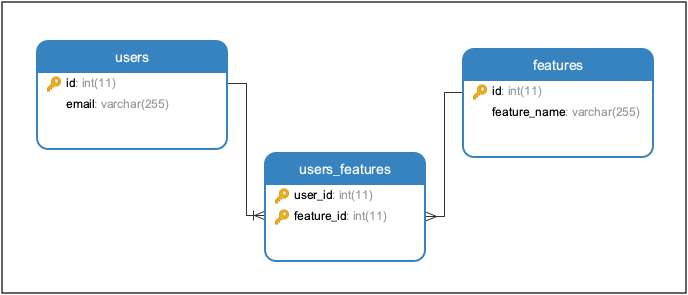 users
id: int(11)
email: varchar(255)
features
id: int(11)
feature_name: varchar(255)
users_features
user_id: int(11)
feature_id: int(11)